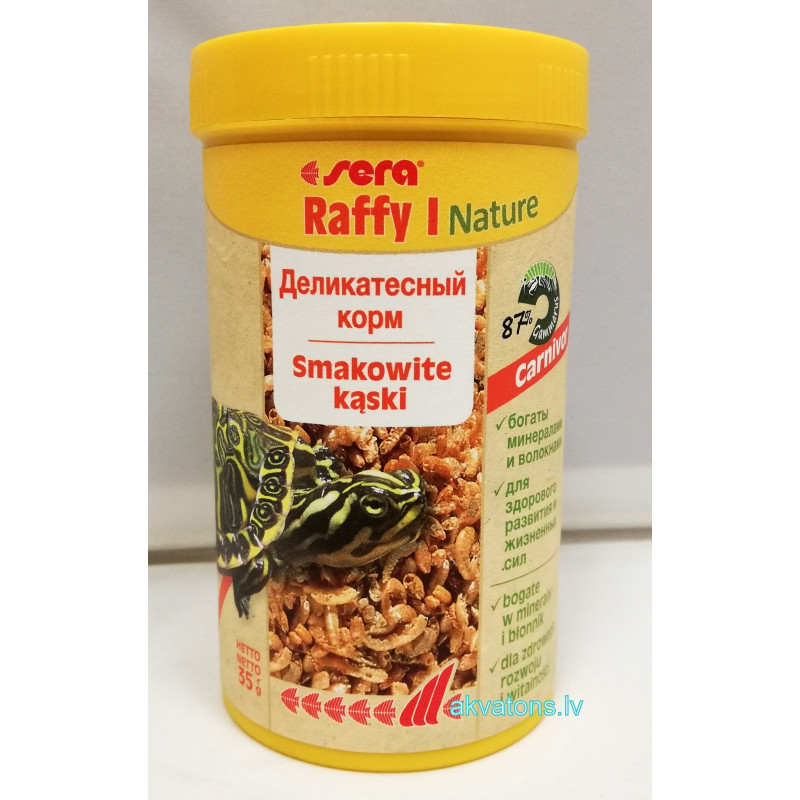 sera®
Raffy I Nature
Деликатесный
корм
Smakowite
kąski
87%
Gammarus
carnivor
✓богаты
минералами
и волокнами
✓для
здорового
развития и
жизненных
сил
✓bogate
w minerały
i błonnik
✓dla zdrowego
rozwoju
i witalności
НЕТТО
NETTO
35 г g
akvatons.lv